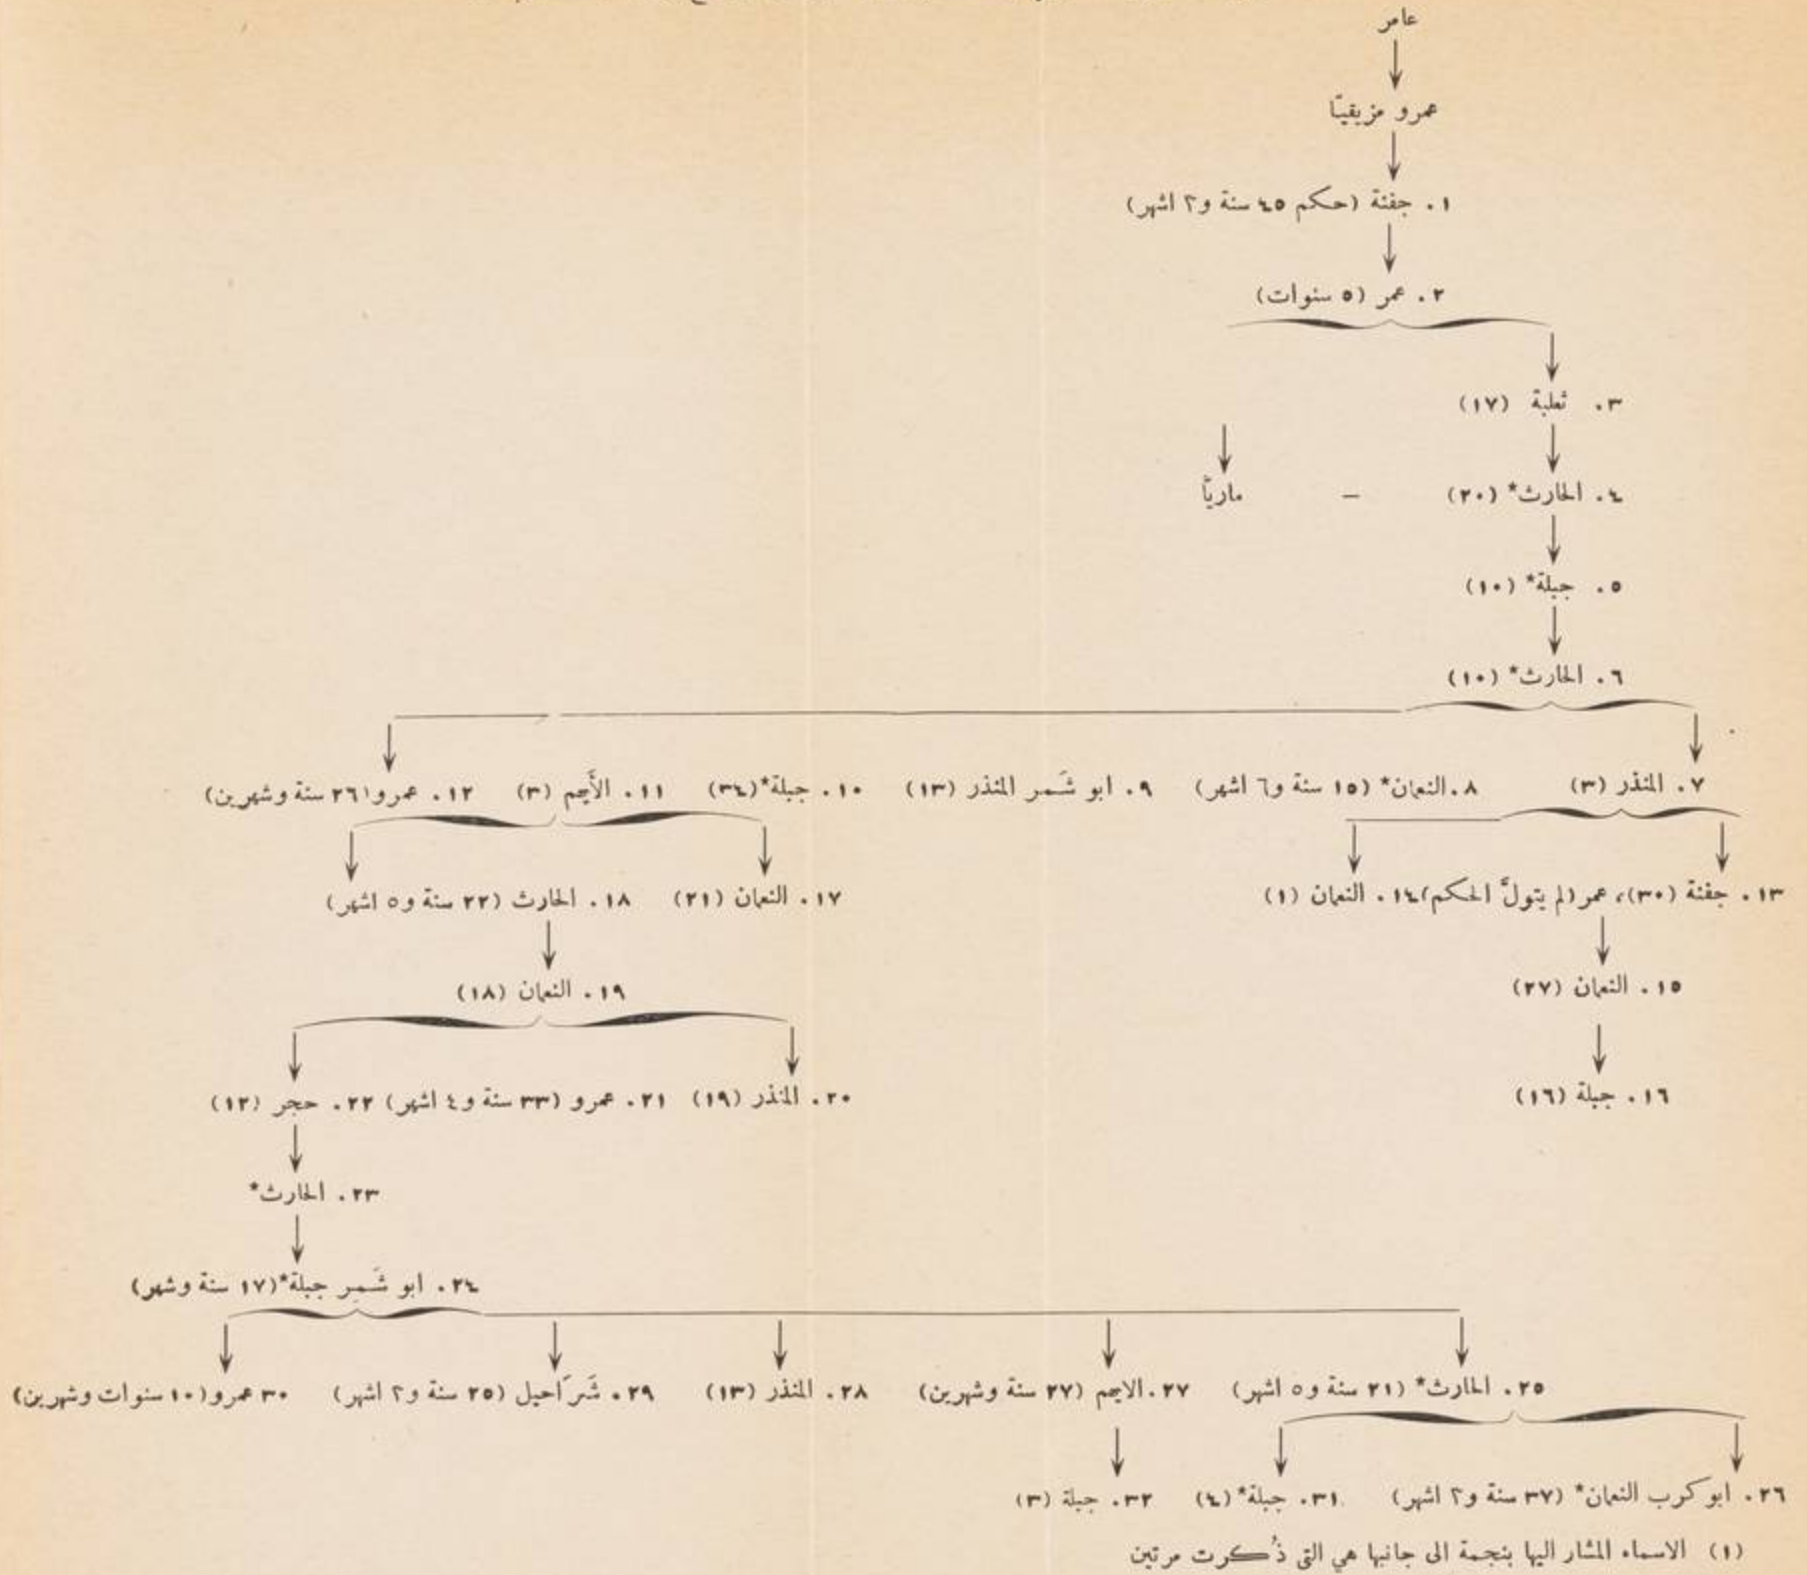 عامر
عمرو مزيقيّا
١. جفنة (حكم ٤٥ سنة و٣ اشهر)
٢. عمر (٥ سنوات)
٣. ثعلبة (١٧)
٤. الحارث* (٢٠) – ماريّا
٥. جبلة* (١٠)
٦. الحارث* (١٠)
٧. المنذر (٣) ٨. النعمان* (١٥ سنة و٦ اشهر) ٩. ابو شَمر المنذر (١٣) ١٠. جبلة* (٣٤) ١١. الأَيهم (٣) ١٢. عمرو (٢٦ سنة وشهرين)
١٣. جفنة (٣٠)، عمر (لم يتولَّ الحكم) ١٤. النعمان (١) ١٧. النعمان (٢١) ١٨. الحارث (٢٢ سنة و٥ اشهر)
١٥. النعمان (٢٧) ١٩. النعمان (١٨)
١٦. جبلة (١٦) ٢٠. المنذر (١٩) ٢١. عمرو (٣٣ سنة و٤ اشهر) ٢٢. حجر (١٢)
٢٣. الحارث*
٢٤. ابو شَمِر جبلة* (١٧ سنة وشهر)
٢٥. الحارث* (٢١ سنة و٥ اشهر) ٢٧. الايهم (٢٧ سنة وشهرين) ٢٨. المنذر (١٣) ٢٩. شَرَاحيل (٢٥ سنة و٣ اشهر) ٣٠ عمرو (١٠ سنوات وشهرين)
٢٦. ابو كرب النعمان* (٣٧ سنة و٣ اشهر) ٣١. جبلة* (٤) ٣٢. جبلة (٣)
(١) الاسماء المشار اليها بنجمة الى جانبها هي التي ذُكرت مرتين